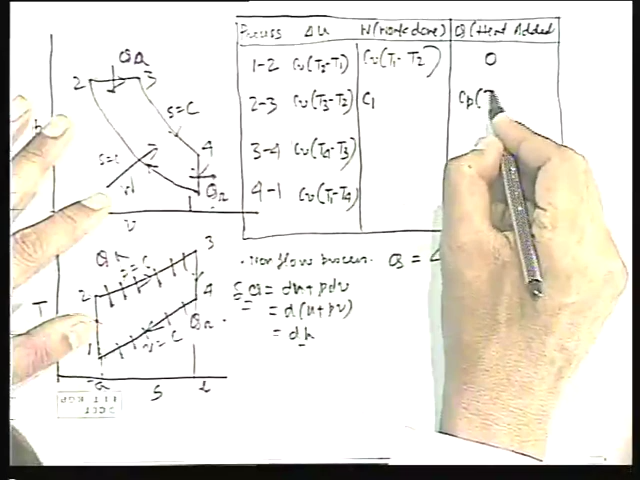 Process ΔU W(work done) Q(Heat Added
1-2 Cv(T2-T1) Cv(T1-T2) 0
2-3 Cv(T3-T2) C Cp(
3-4 Cv(T4-T3)
4-1 Cv(T1-T4)
QA
2 3
S=C
4
S=C
W
QR
p
v
Non flow process. Q =
δQ = du+pdv
= d(u+pv)
= dh
QA
3
2
4
QR
v=C
1
T
a S